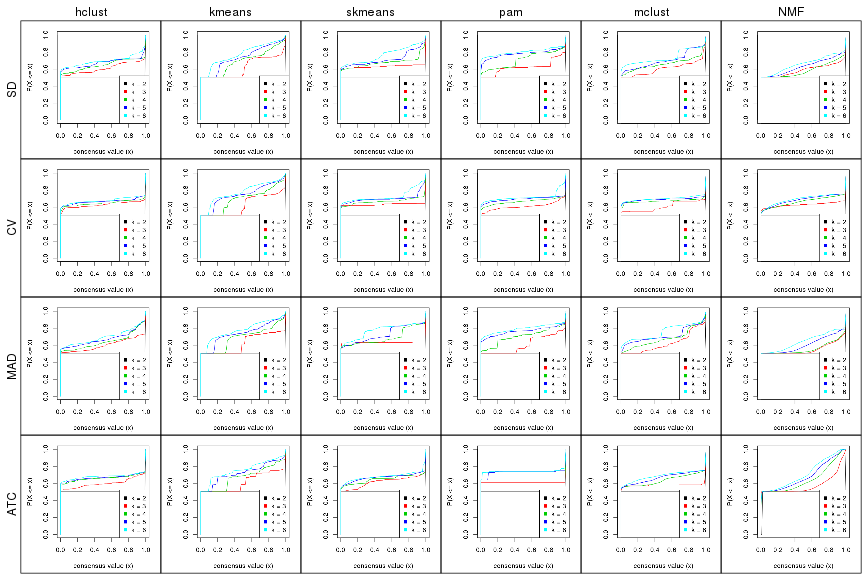 hclust kmeans skmeans pam mclust NMF
SD
CV
MAD
ATC
P(X <= x)
consensus value (x)
0.0 0.2 0.4 0.6 0.8 1.0
k = 2
k = 3
k = 4
k = 5
k = 6